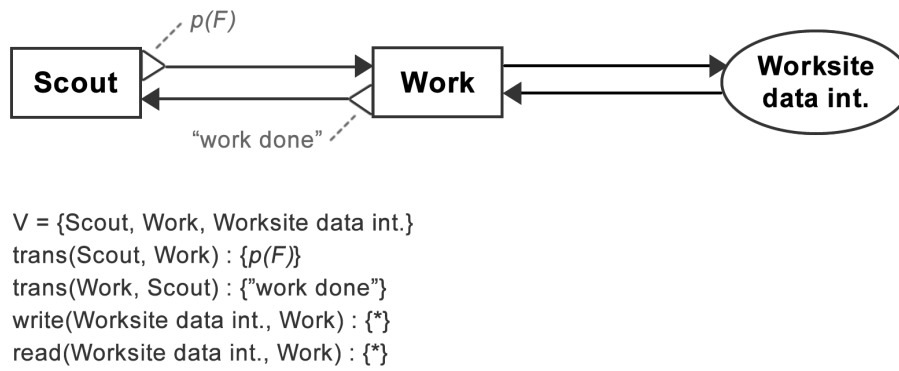 p(F)
Scout
Work
Worksite
data int.
“work done”
V = {Scout, Work, Worksite data int.}
trans(Scout, Work) : {p(F)}
trans(Work, Scout) : {”work done”}
write(Worksite data int., Work) : {*}
read(Worksite data int., Work) : {*}